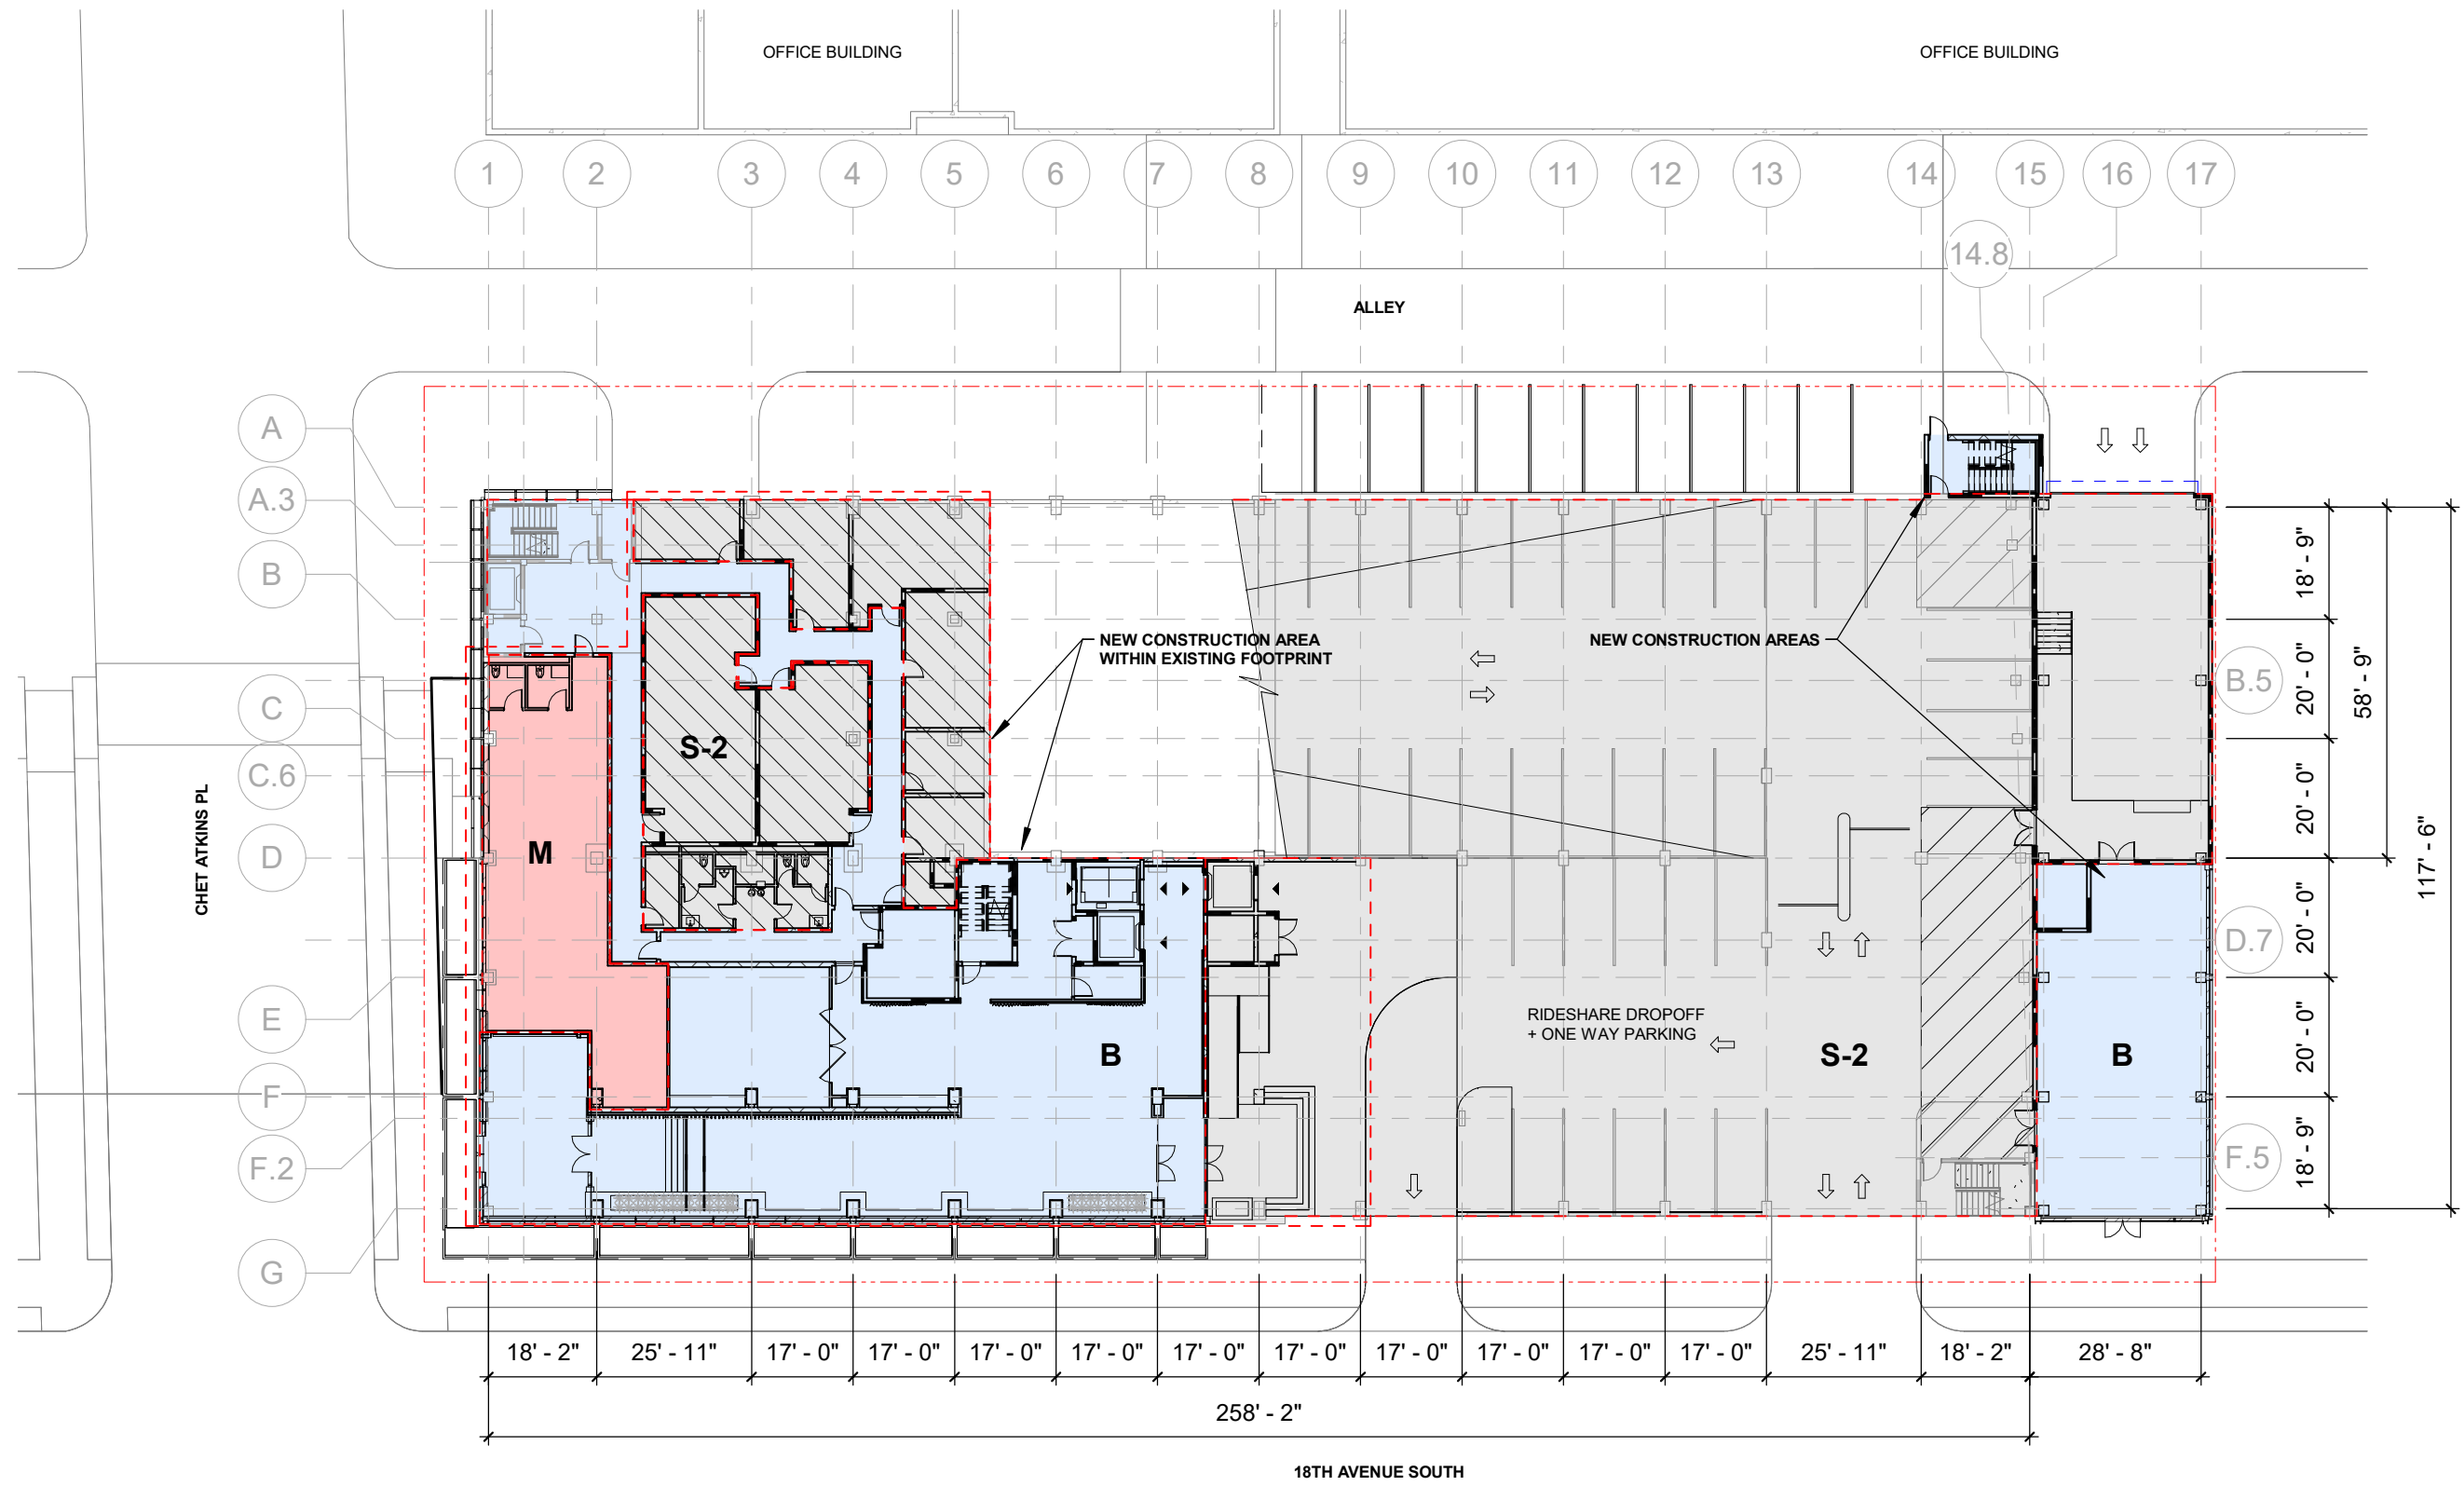 OFFICE BUILDING
OFFICE BUILDING
1
2
3
4
5
6
7
8
9
10
11
12
13
14
15
16
17
14.8
ALLEY
A
A.3
B
C
C.6
D
E
F
F.2
G
B.5
D.7
F.5
NEW CONSTRUCTION AREA
WITHIN EXISTING FOOTPRINT
NEW CONSTRUCTION AREAS
S-2
M
B
S-2
B
RIDESHARE DROPOFF
+ ONE WAY PARKING
CHET ATKINS PL
18' - 9"
20' - 0"
20' - 0"
20' - 0"
20' - 0"
18' - 9"
58' - 9"
117' - 6"
18' - 2"
25' - 11"
17' - 0"
17' - 0"
17' - 0"
17' - 0"
17' - 0"
17' - 0"
17' - 0"
17' - 0"
17' - 0"
17' - 0"
25' - 11"
18' - 2"
28' - 8"
258' - 2"
18TH AVENUE SOUTH